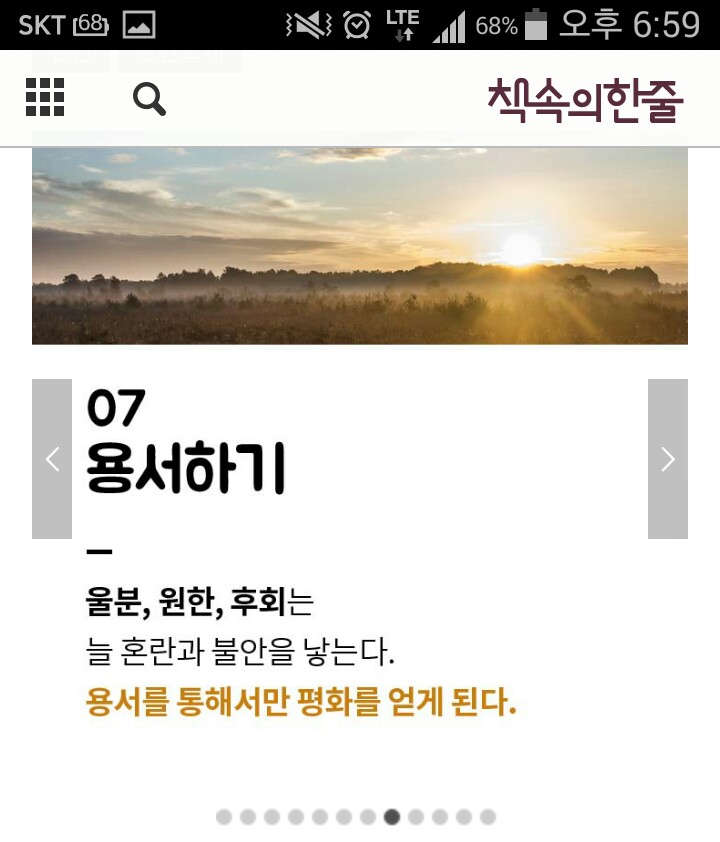 SKT 68 LTE 68% 오후 6:59
책속의한줄
07
용서하기
울분, 원한, 후회는
늘 혼란과 불안을 낳는다.
용서를 통해서만 평화를 얻게 된다.